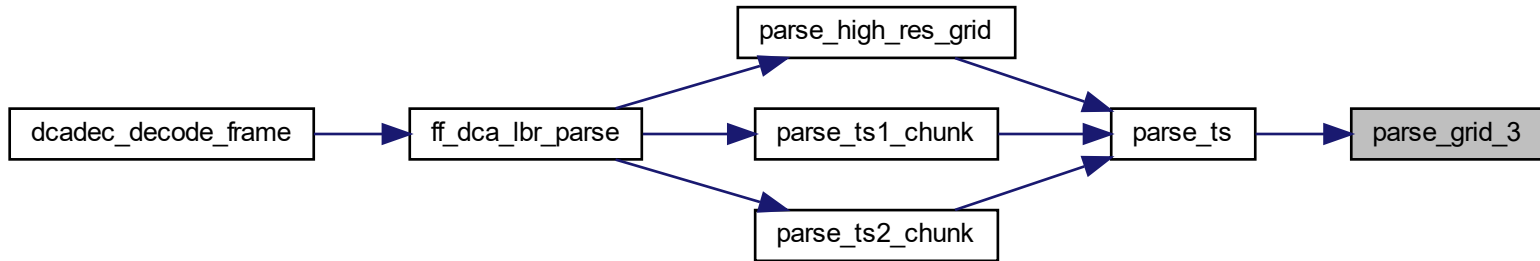 parse_high_res_grid
dcadec_decode_frame
ff_dca_lbr_parse
parse_ts1_chunk
parse_ts
parse_grid_3
parse_ts2_chunk